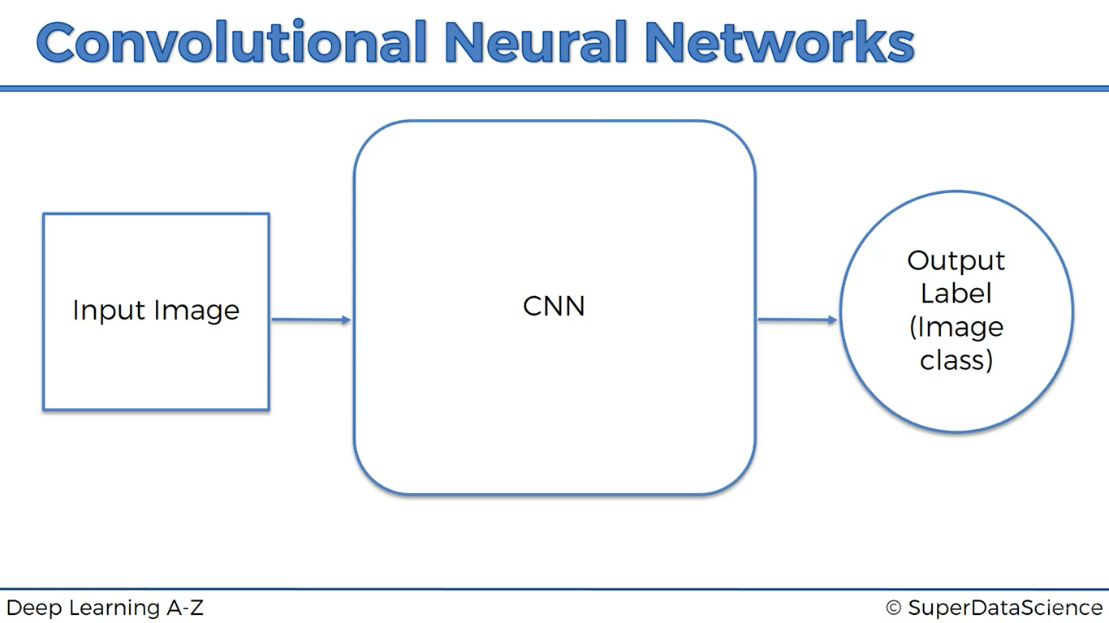 Convolutional Neural Networks
Input Image
CNN
Output
Label
(Image
class)
Deep Learning A-Z
© SuperDataScience